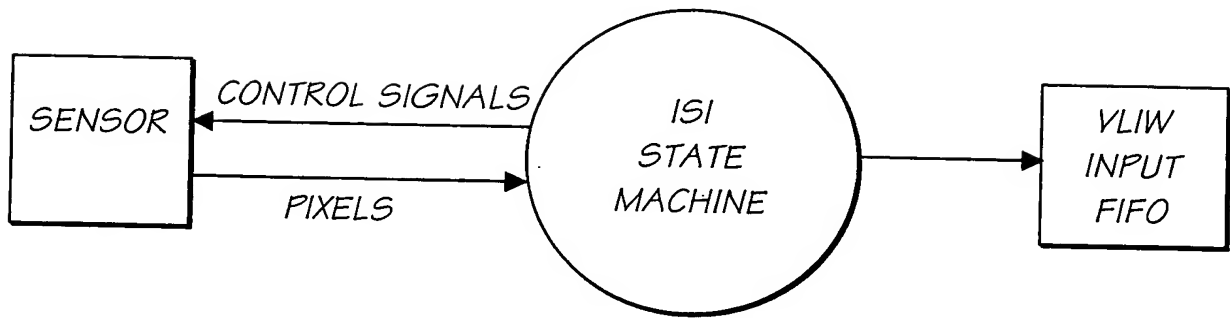 SENSOR
CONTROL SIGNALS
PIXELS
ISI
STATE
MACHINE
VLIW
INPUT
FIFO